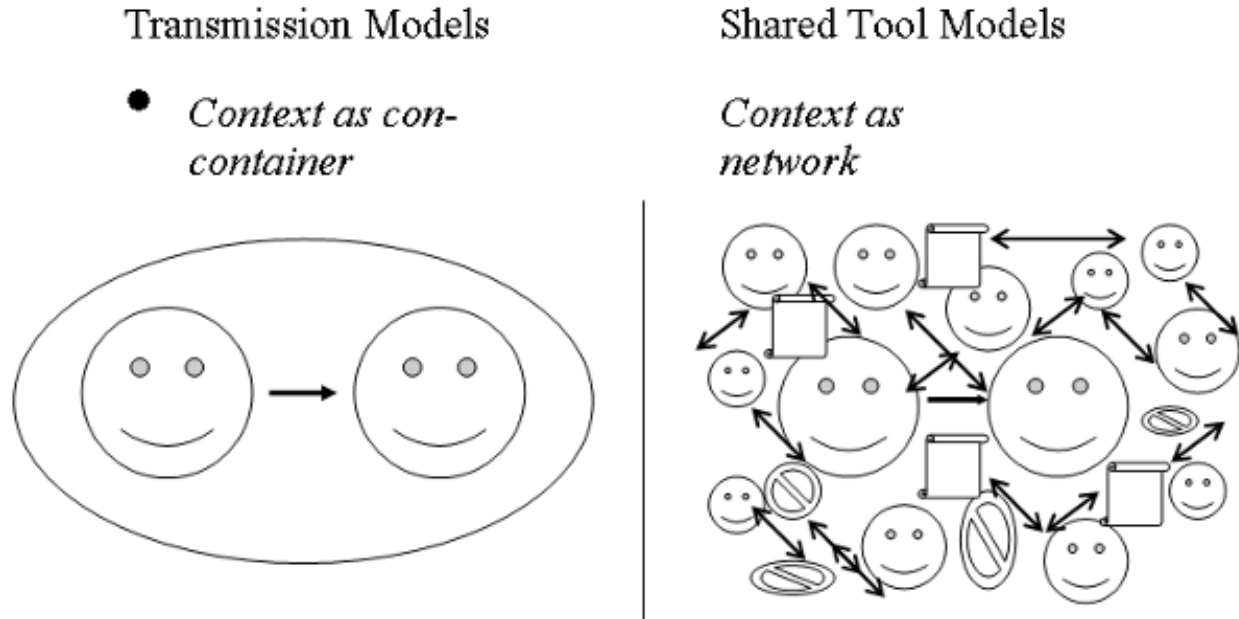 Transmission Models
Shared Tool Models
• Context as con-
container
Context as
network